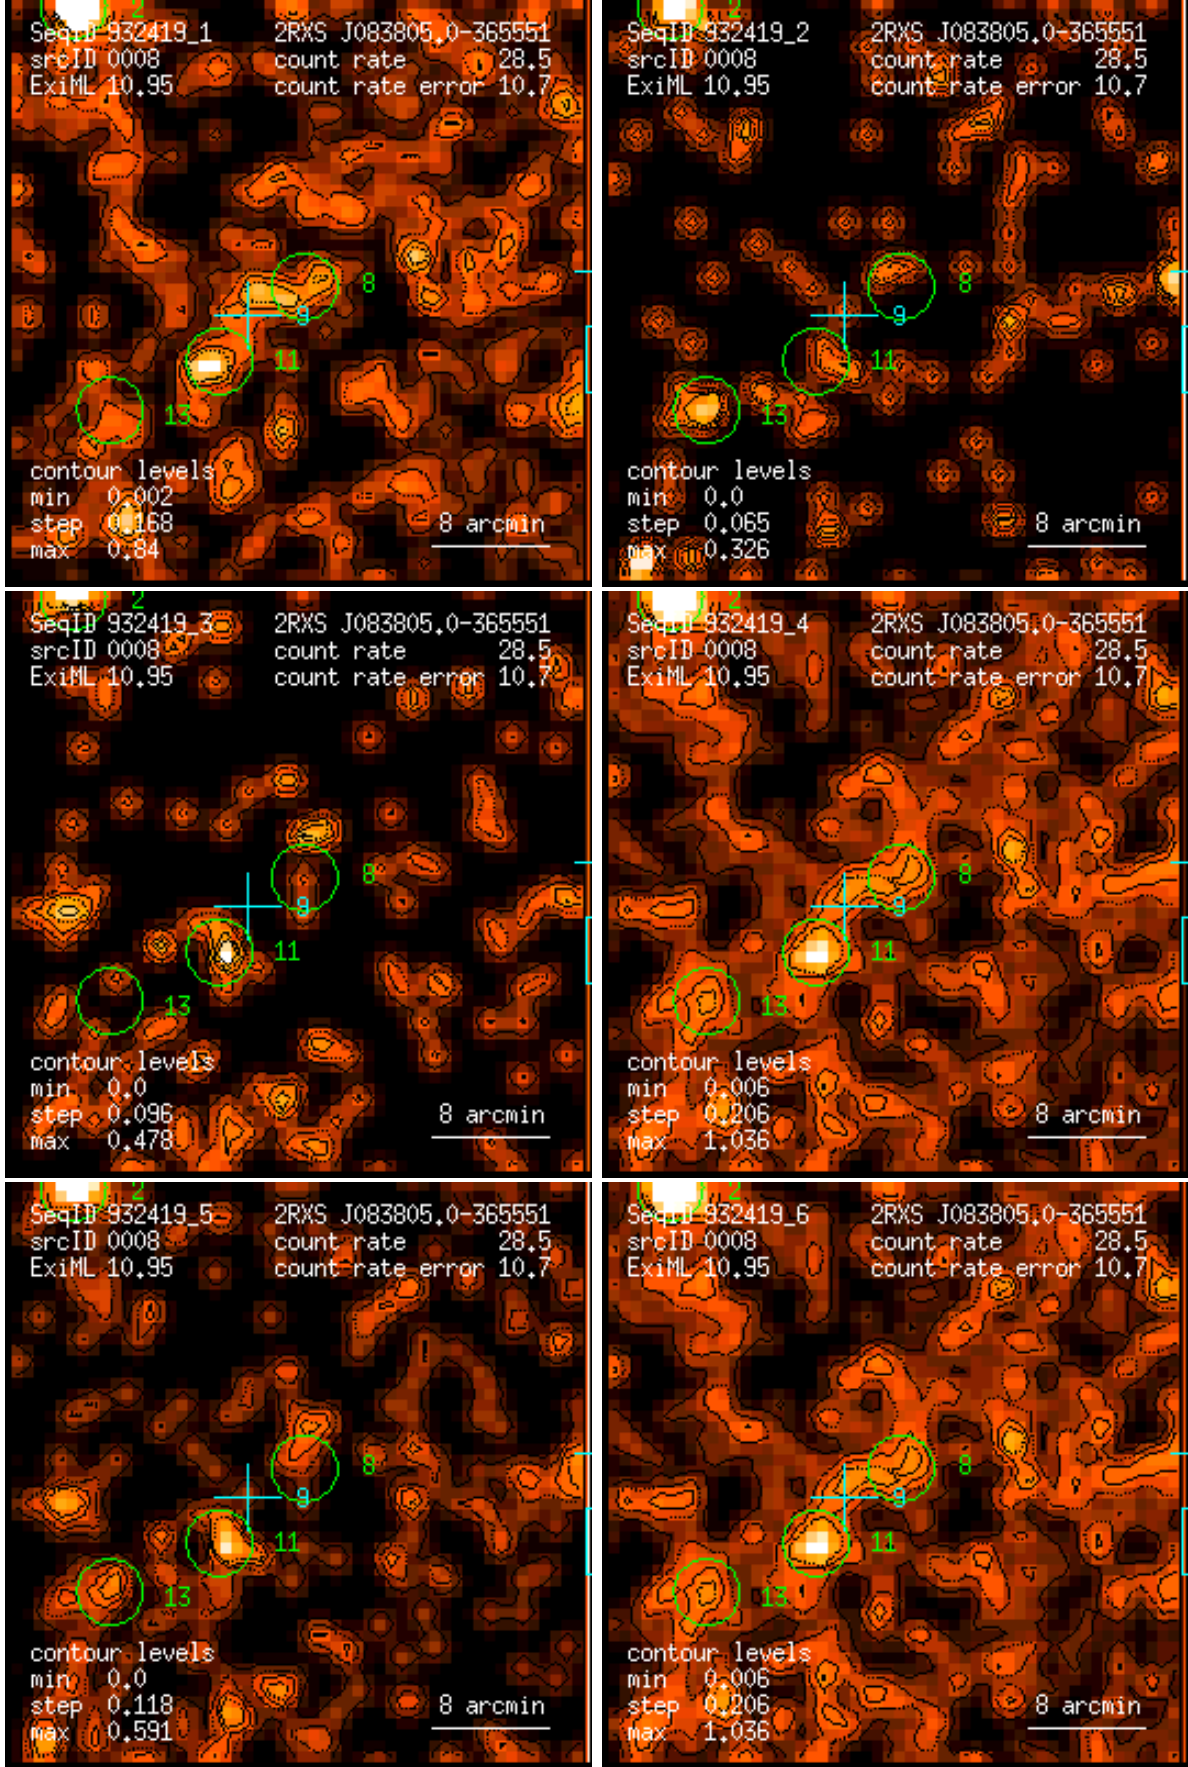 2
SeqID 932419_1 2RXS J083805.0-365551
srcID 0008 count rate 28.5
ExiML 10.95 count rate error 10.7
8
9
11
13
contour levels
min 0.002
step 0.168
max 0.84
8 arcmin
2
SeqID 932419_2 2RXS J083805.0-365551
srcID 0008 count rate 28.5
ExiML 10.95 count rate error 10.7
8
9
11
13
contour levels
min 0.0
step 0.065
max 0.326
8 arcmin
2
SeqID 932419_3 2RXS J083805.0-365551
srcID 0008 count rate 28.5
ExiML 10.95 count rate error 10.7
8
9
11
13
contour levels
min 0.0
step 0.096
max 0.478
8 arcmin
2
SeqID 932419_4 2RXS J083805.0-365551
srcID 0008 count rate 28.5
ExiML 10.95 count rate error 10.7
8
9
11
13
contour levels
min 0.006
step 0.206
max 1.036
8 arcmin
2
SeqID 932419_5 2RXS J083805.0-365551
srcID 0008 count rate 28.5
ExiML 10.95 count rate error 10.7
8
9
11
13
contour levels
min 0.0
step 0.118
max 0.591
8 arcmin
2
SeqID 932419_6 2RXS J083805.0-365551
srcID 0008 count rate 28.5
ExiML 10.95 count rate error 10.7
8
9
11
13
contour levels
min 0.006
step 0.206
max 1.036
8 arcmin